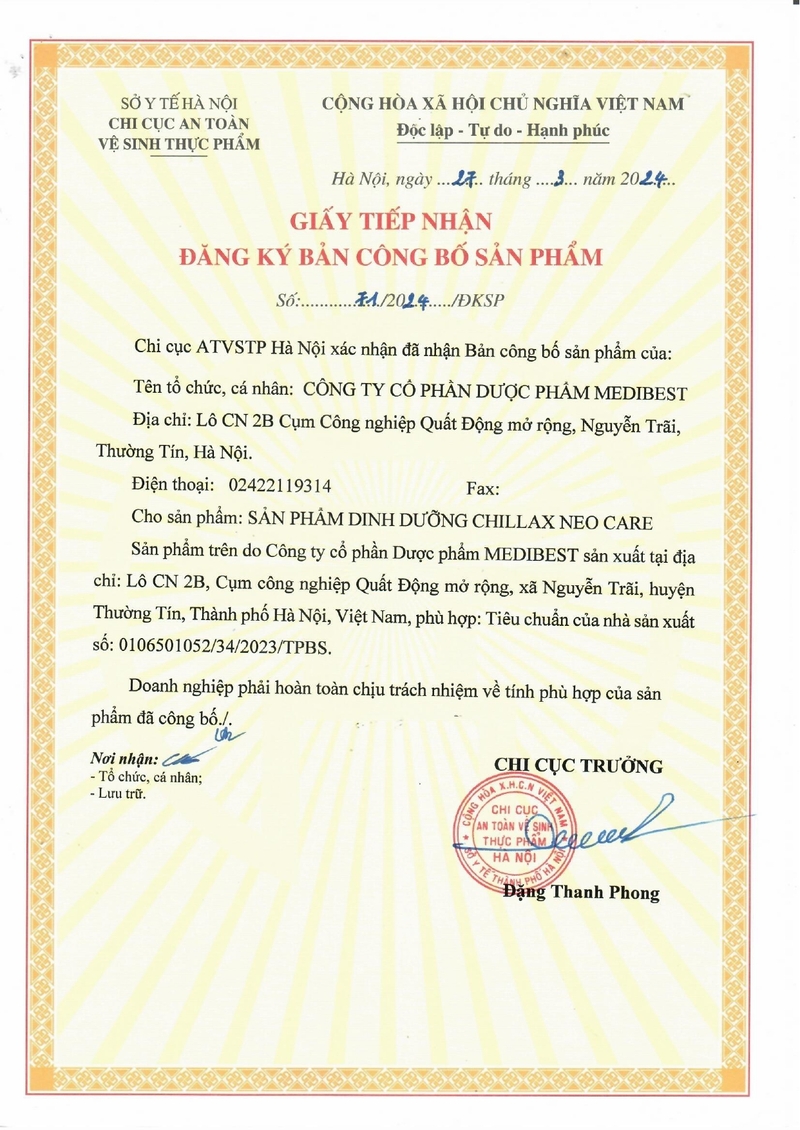 SỞ Y TẾ HÀ NỘI
CHI CỤC AN TOÀN
VỆ SINH THỰC PHẨM
CỘNG HÒA XÃ HỘI CHỦ NGHĨA VIỆT NAM
Độc lập - Tự do - Hạnh phúc
Hà Nội, ngày ...27.. tháng ....3... năm 2024...
GIẤY TIẾP NHẬN
ĐĂNG KÝ BẢN CÔNG BỐ SẢN PHẨM
Số:............71./2024...../ĐKSP
Chi cục ATVSTP Hà Nội xác nhận đã nhận Bản công bố sản phẩm của:
Tên tổ chức, cá nhân: CÔNG TY CỔ PHẦN DƯỢC PHẨM MEDIBEST
Địa chỉ: Lô CN 2B Cụm Công nghiệp Quất Động mở rộng, Nguyễn Trãi,
Thường Tín, Hà Nội.
Điện thoại: 02422119314 Fax:
Cho sản phẩm: SẢN PHẨM DINH DƯỠNG CHILLAX NEO CARE
Sản phẩm trên do Công ty cổ phần Dược phẩm MEDIBEST sản xuất tại địa
chỉ: Lô CN 2B, Cụm công nghiệp Quất Động mở rộng, xã Nguyễn Trãi, huyện
Thường Tín, Thành phố Hà Nội, Việt Nam, phù hợp: Tiêu chuẩn của nhà sản xuất
số: 0106501052/34/2023/TPBS.
Doanh nghiệp phải hoàn toàn chịu trách nhiệm về tính phù hợp của sản
phẩm đã công bố./.
Nơi nhận:
- Tổ chức, cá nhân;
- Lưu trữ.
CHI CỤC TRƯỞNG
CỘNG HÒA X.H.C.N VIỆT NAM
CHI CỤC
AN TOÀN VỆ SINH
THỰC PHẨM
HÀ NỘI
SỞ Y TẾ THÀNH PHỐ HÀ NỘI
Đặng Thanh Phong